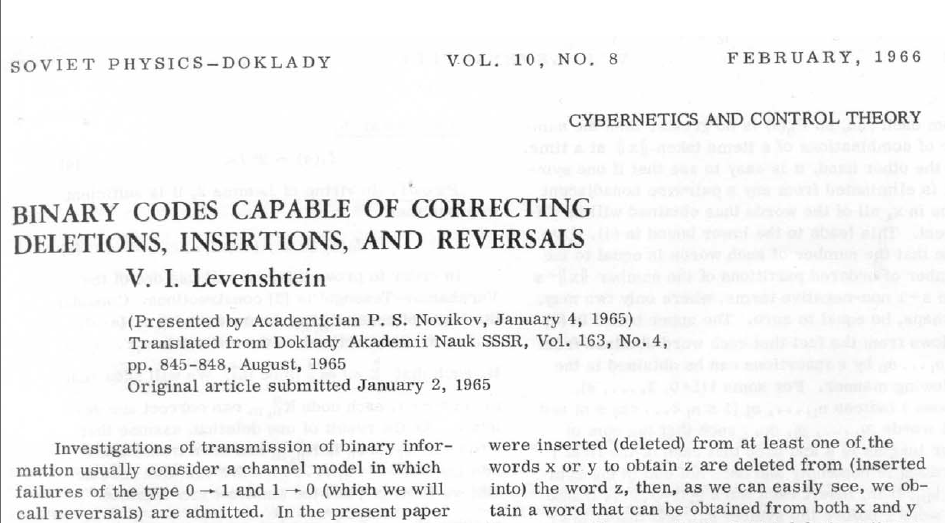 SOVIET PHYSICS-DOKLADY VOL. 10, NO. 8 FEBRUARY, 1966
CYBERNETICS AND CONTROL THEORY
BINARY CODES CAPABLE OF CORRECTING
DELETIONS, INSERTIONS, AND REVERSALS
V. I. Levenshtein
(Presented by Academician P. S. Novikov, January 4, 1965)
Translated from Doklady Akademii Nauk SSSR, Vol. 163, No. 4,
pp. 845-848, August, 1965
Original article submitted January 2, 1965
Investigations of transmission of binary infor-
mation usually consider a channel model in which
failures of the type 0 → 1 and 1 → 0 (which we will
call reversals) are admitted. In the present paper
were inserted (deleted) from at least one of the
words x or y to obtain z are deleted from (inserted
into) the word z, then, as we can easily see, we ob-
tain a word that can be obtained from both x and y